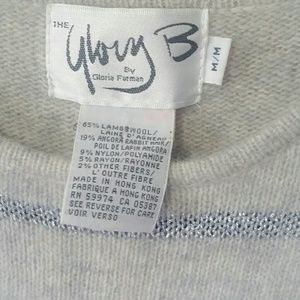 THE
Glory B
BY
Gloria Furman
M/M
65% LAMBSWOOL/
LAINE D'AGNEAU
19% ANGORA RABBIT HAIR/
POIL DE LAPIN ANGORA
9% NYLON/POLYAMIDE
5% RAYON/RAYONNE
2% OTHER FIBERS/
L'OUTRE FIBRE
MADE IN HONG KONG
FABRIQUE A HONG KONG
RN 59974 CA 05387
SEE REVERSE FOR CARE
VOIR VERSO